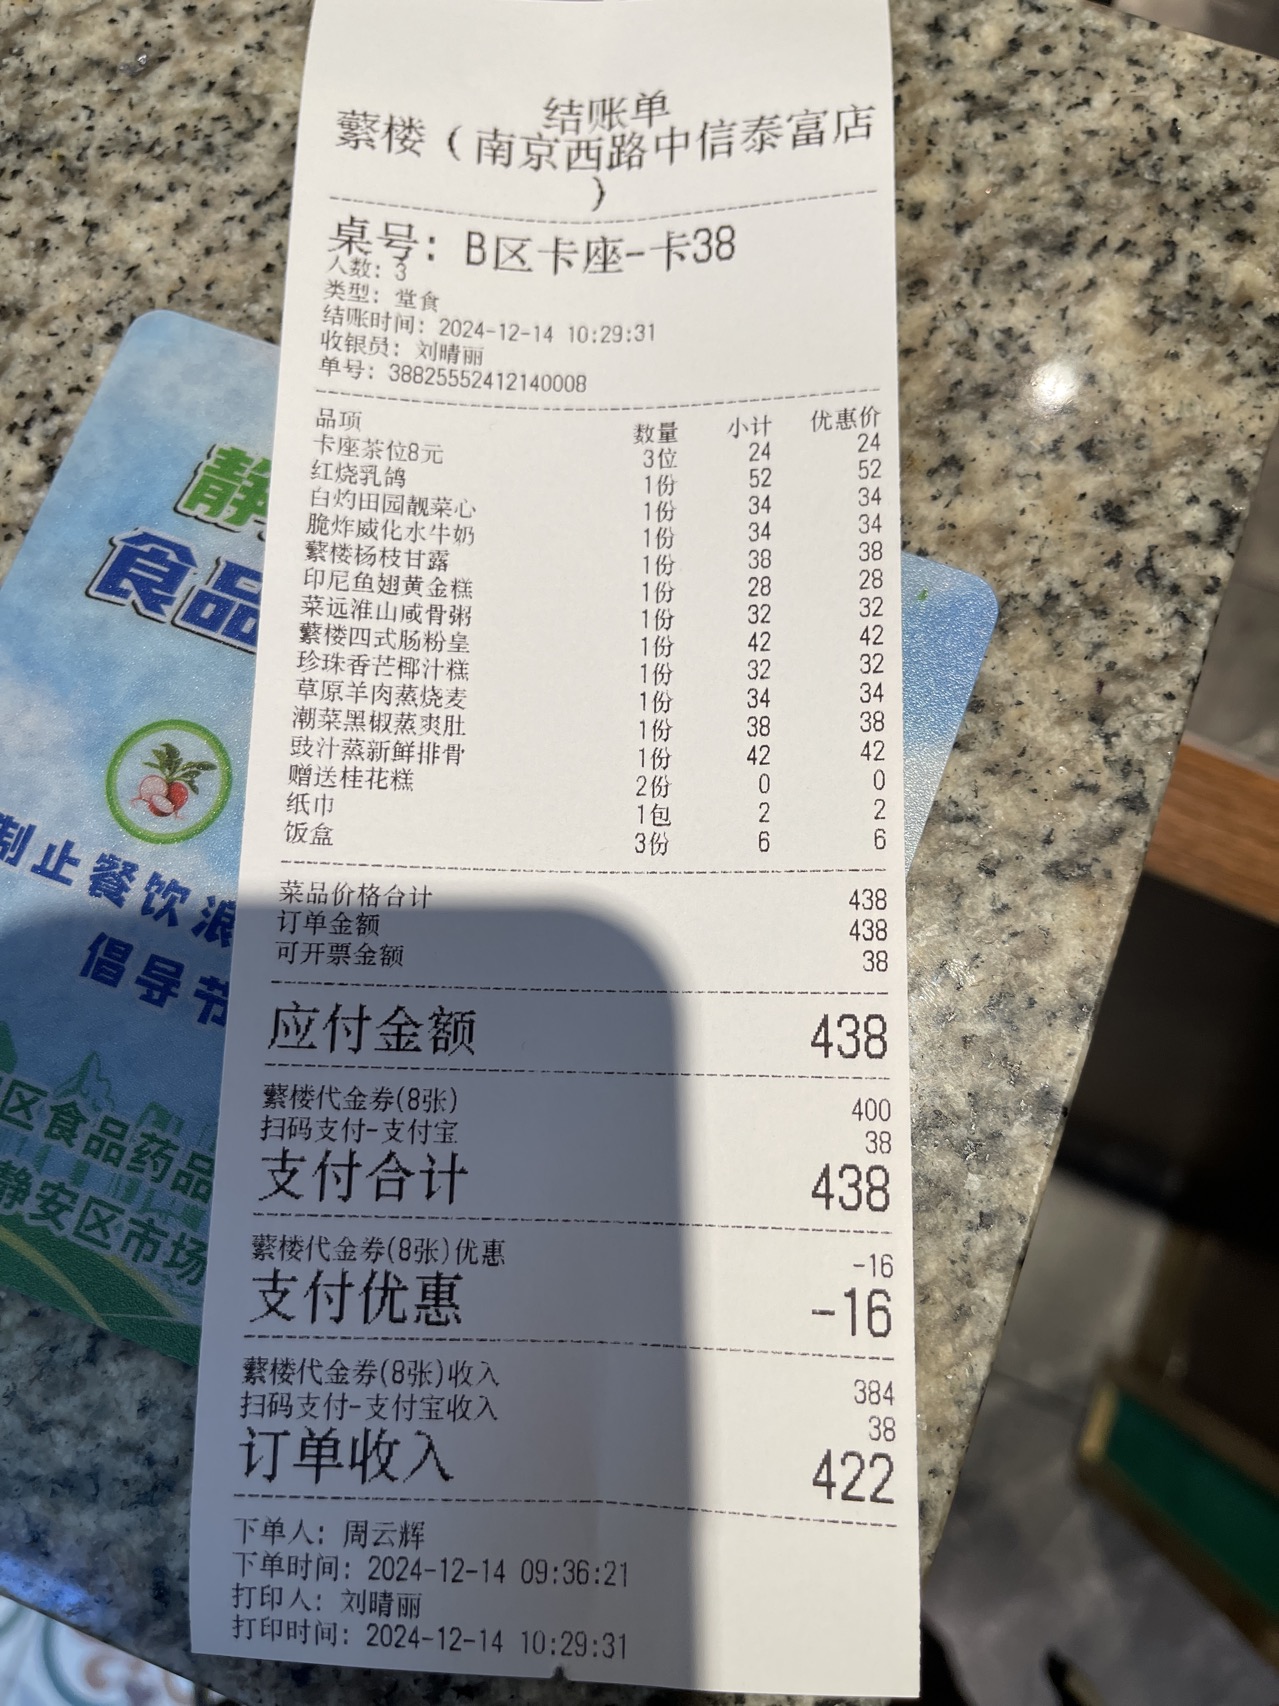 结账单
蘩楼（南京西路中信泰富店
）
桌号：B区卡座-卡38
人数：3
类型：堂食
结账时间：2024-12-14 10:29:31
收银员：刘晴丽
单号：38825552412140008
品项 数量 小计 优惠价
卡座茶位8元 3位 24 24
红烧乳鸽 1份 52 52
白灼田园靓菜心 1份 34 34
脆炸威化水牛奶 1份 34 34
蘩楼杨枝甘露 1份 38 38
印尼鱼翅黄金糕 1份 28 28
菜远淮山咸骨粥 1份 32 32
蘩楼四式肠粉皇 1份 42 42
珍珠香芒椰汁糕 1份 32 32
草原羊肉蒸烧麦 1份 34 34
潮菜黑椒蒸爽肚 1份 38 38
豉汁蒸新鲜排骨 1份 42 42
赠送桂花糕 2份 0 0
纸巾 1包 2 2
饭盒 3份 6 6
菜品价格合计 438
订单金额 438
可开票金额 38
应付金额 438
蘩楼代金券(8张) 400
扫码支付-支付宝 38
支付合计 438
蘩楼代金券(8张)优惠 -16
支付优惠 -16
蘩楼代金券(8张)收入 384
扫码支付-支付宝收入 38
订单收入 422
下单人：周云辉
下单时间：2024-12-14 09:36:21
打印人：刘晴丽
打印时间：2024-12-14 10:29:31
静
食品
制止餐饮浪
倡导节
区食品药品
静安区市场